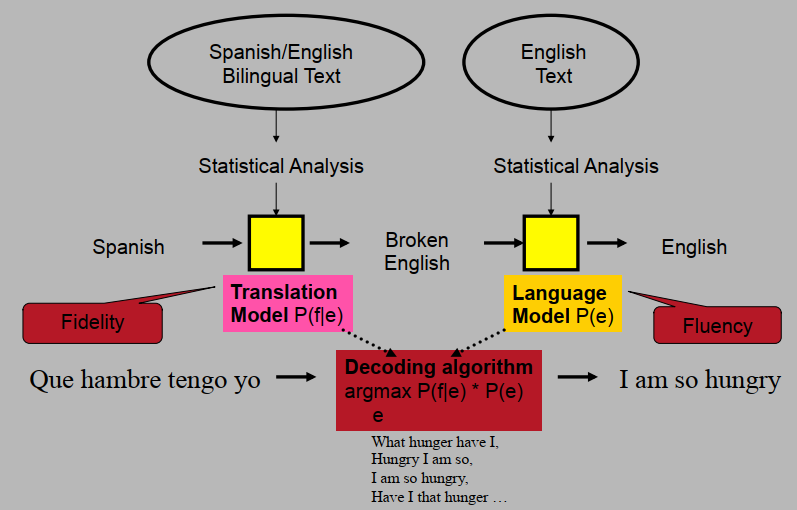 Spanish/English
Bilingual Text
English
Text
Statistical Analysis
Statistical Analysis
Spanish
Broken
English
English
Translation
Model P(f|e)
Language
Model P(e)
Fidelity
Fluency
Que hambre tengo yo
Decoding algorithm
argmax P(f|e) * P(e)
e
I am so hungry
What hunger have I,
Hungry I am so,
I am so hungry,
Have I that hunger …